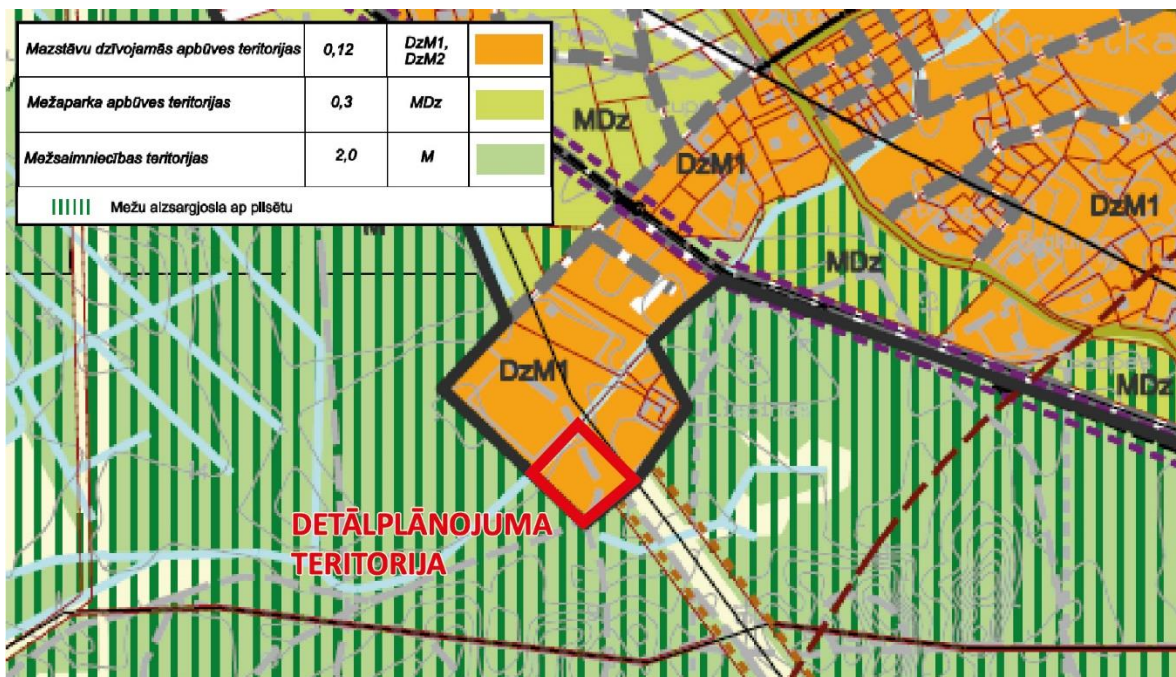 Mazstāvu dzīvojamās apbūves teritorijas 0,12 DzM1,
DzM2
Mežaparka apbūves teritorijas 0,3 MDz
Mežsaimniecības teritorijas 2,0 M
Mežu aizsargjosla ap pilsētu
MDz
DzM1
DzM1
MDz
M
DzM1
MDz
DETĀLPLĀNOJUMA
TERITORIJA